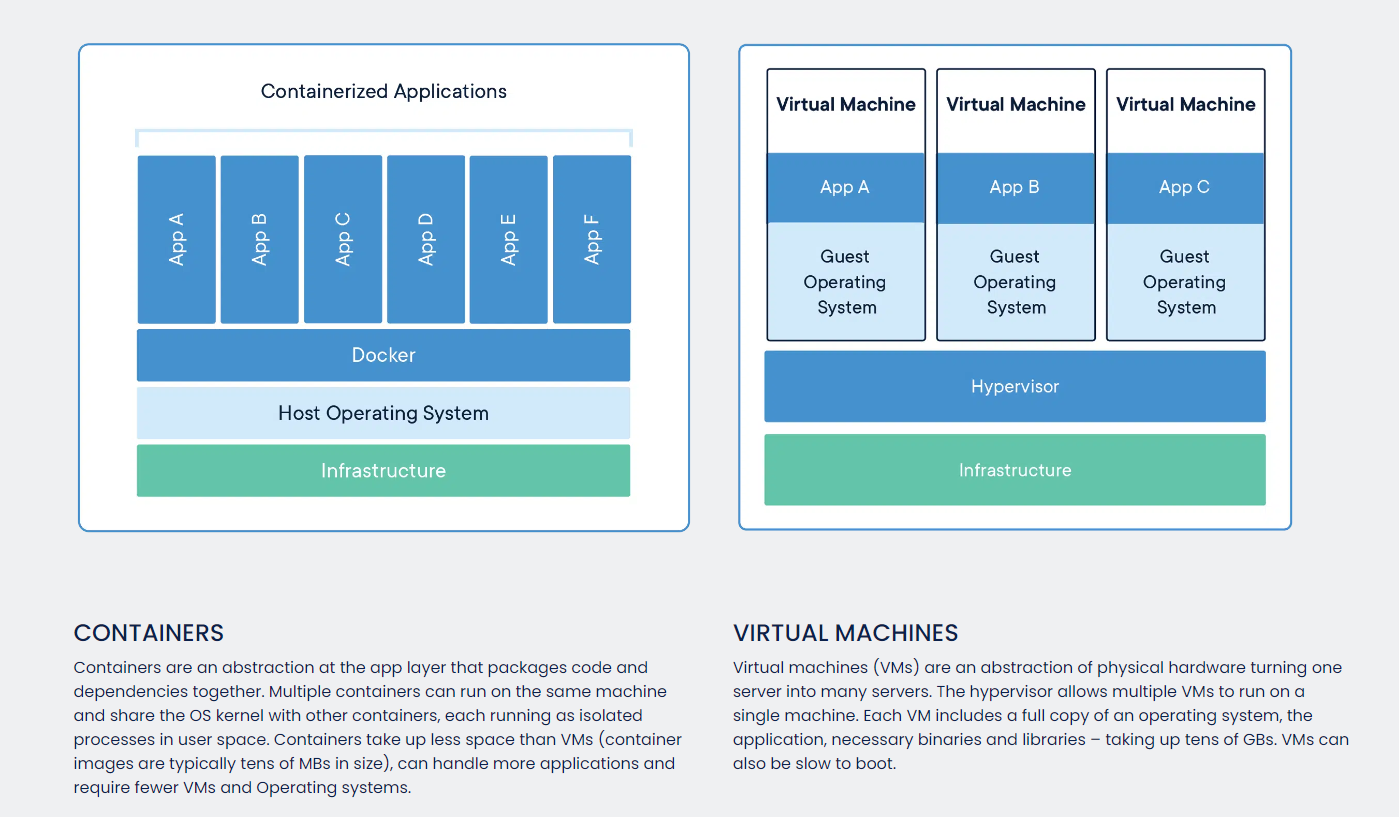 Containerized Applications
App A
App B
App C
App D
App E
App F
Docker
Host Operating System
Infrastructure
Virtual Machine
App A
Guest
Operating
System
Virtual Machine
App B
Guest
Operating
System
Virtual Machine
App C
Guest
Operating
System
Hypervisor
Infrastructure
CONTAINERS
Containers are an abstraction at the app layer that packages code and
dependencies together. Multiple containers can run on the same machine
and share the OS kernel with other containers, each running as isolated
processes in user space. Containers take up less space than VMs (container
images are typically tens of MBs in size), can handle more applications and
require fewer VMs and Operating systems.
VIRTUAL MACHINES
Virtual machines (VMs) are an abstraction of physical hardware turning one
server into many servers. The hypervisor allows multiple VMs to run on a
single machine. Each VM includes a full copy of an operating system, the
application, necessary binaries and libraries – taking up tens of GBs. VMs can
also be slow to boot.